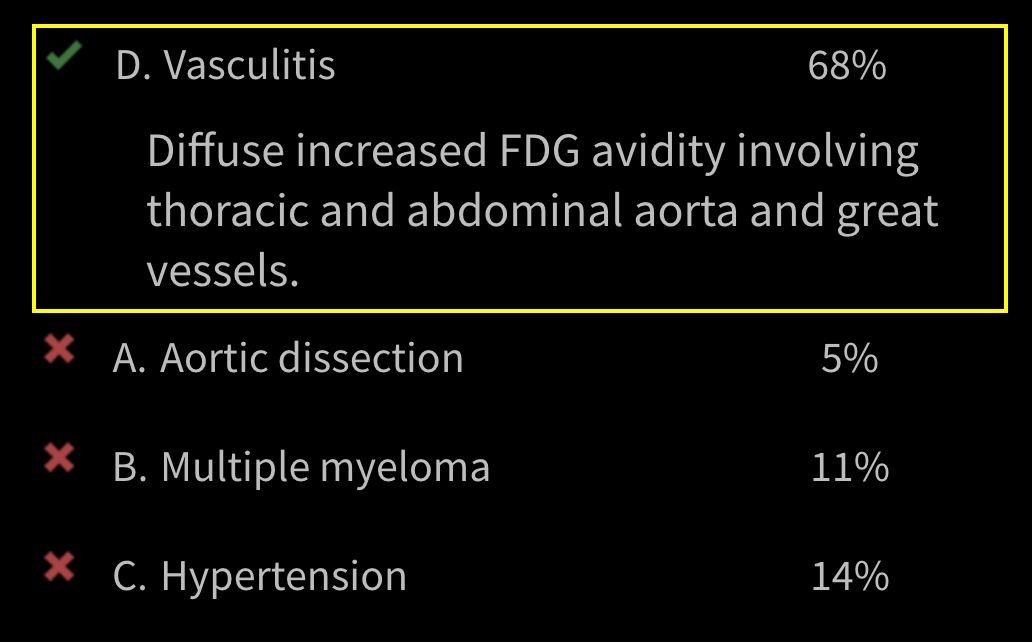 D. Vasculitis 68%
Diffuse increased FDG avidity involving
thoracic and abdominal aorta and great
vessels.
A. Aortic dissection 5%
B. Multiple myeloma 11%
C. Hypertension 14%